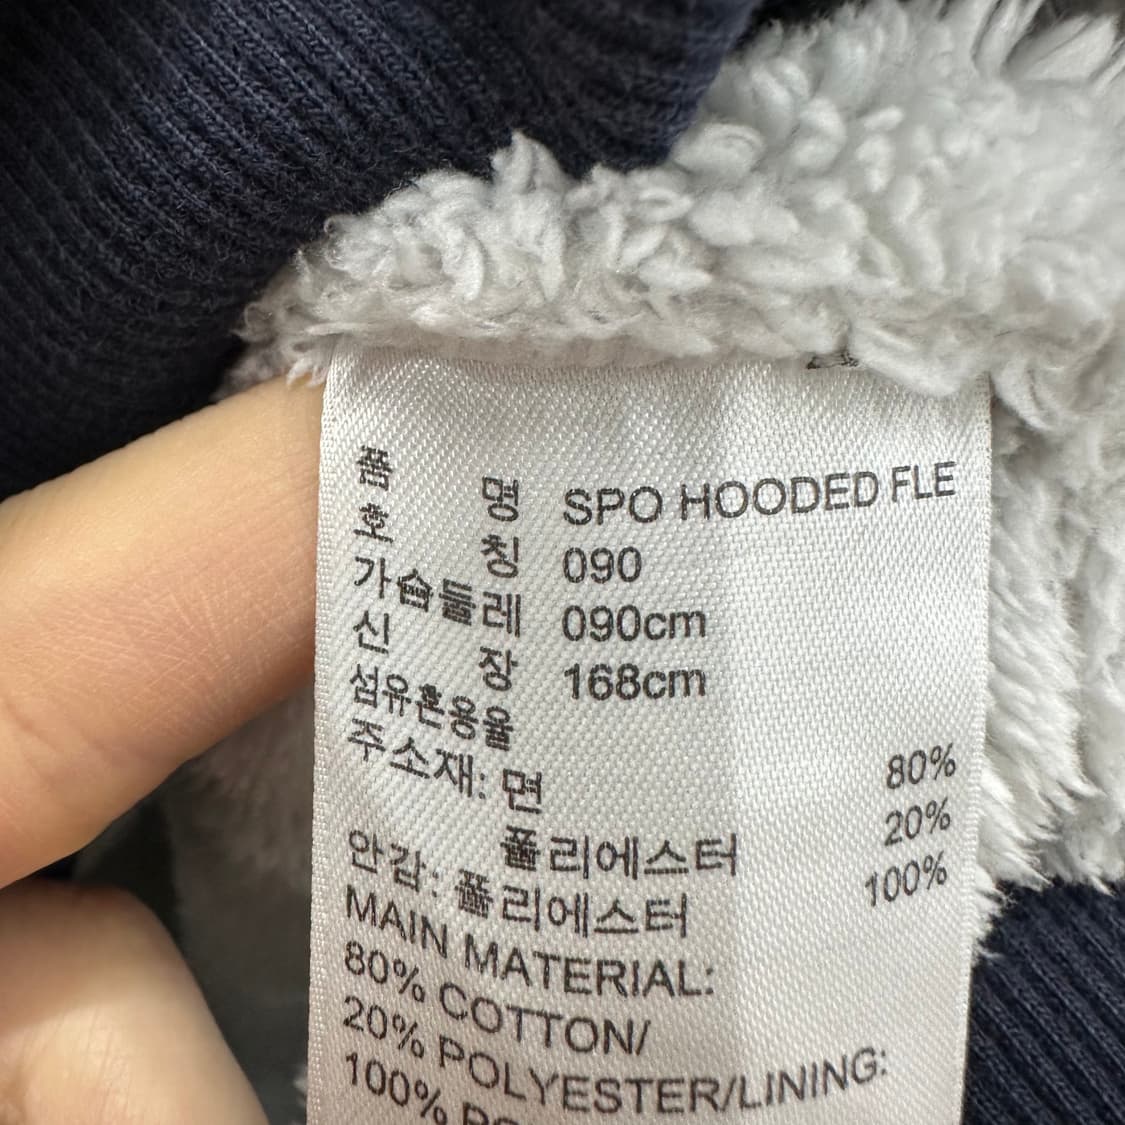 품 명 SPO HOODED FLE
호 칭 090
가슴둘레 090cm
신 장 168cm
섬유혼용율
주소재: 면 80%
폴리에스터 20%
안감: 폴리에스터 100%
MAIN MATERIAL:
80% COTTON/
20% POLYESTER/LINING:
100%